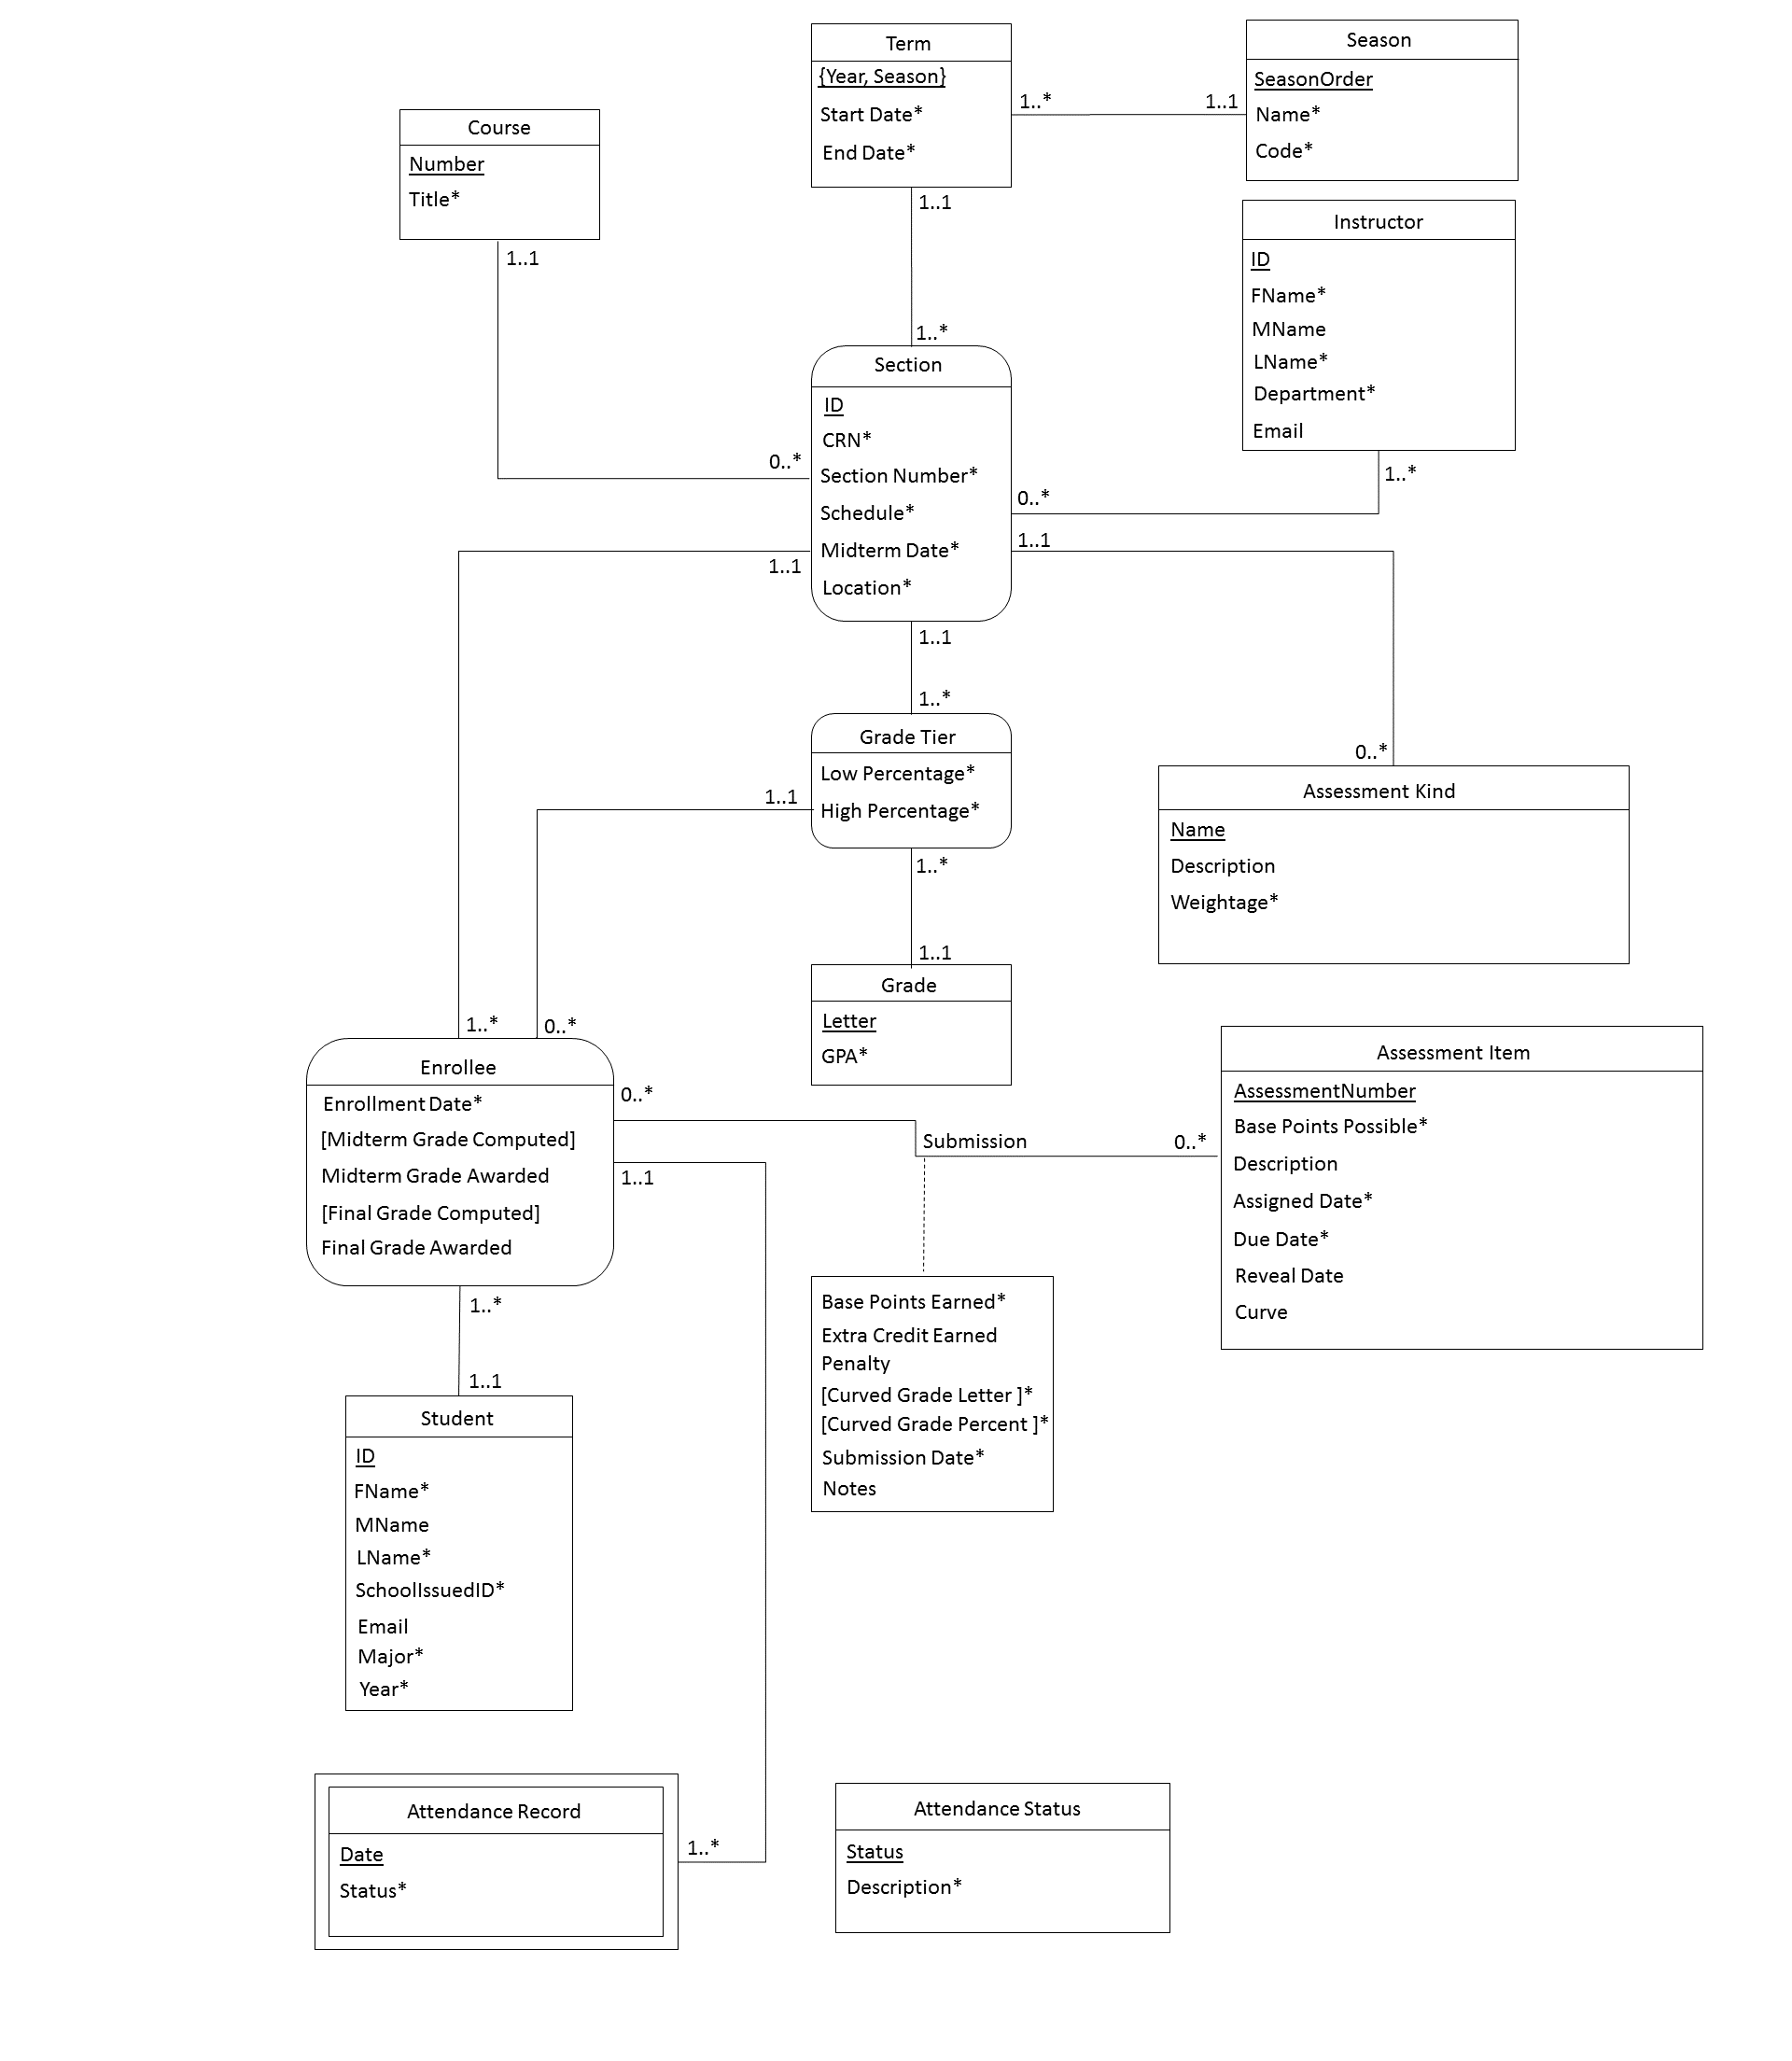 Term
{Year, Season}
Start Date*
End Date*
1..*
1..1
Season
SeasonOrder
Name*
Code*
Course
Number
Title*
1..1
1..1
1..*
Instructor
ID
FName*
MName
LName*
Department*
Email
1..*
Section
ID
CRN*
Section Number*
Schedule*
Midterm Date*
Location*
0..*
0..*
1..1
1..1
1..1
1..*
0..*
Grade Tier
Low Percentage*
High Percentage*
1..1
1..*
1..1
Assessment Kind
Name
Description
Weightage*
Grade
Letter
GPA*
1..*
0..*
Enrollee
Enrollment Date*
[Midterm Grade Computed]
Midterm Grade Awarded
[Final Grade Computed]
Final Grade Awarded
0..*
1..1
Submission
0..*
Assessment Item
AssessmentNumber
Base Points Possible*
Description
Assigned Date*
Due Date*
Reveal Date
Curve
Base Points Earned*
Extra Credit Earned
Penalty
[Curved Grade Letter ]*
[Curved Grade Percent ]*
Submission Date*
Notes
1..*
1..1
Student
ID
FName*
MName
LName*
SchoolIssuedID*
Email
Major*
Year*
Attendance Record
Date
Status*
1..*
Attendance Status
Status
Description*